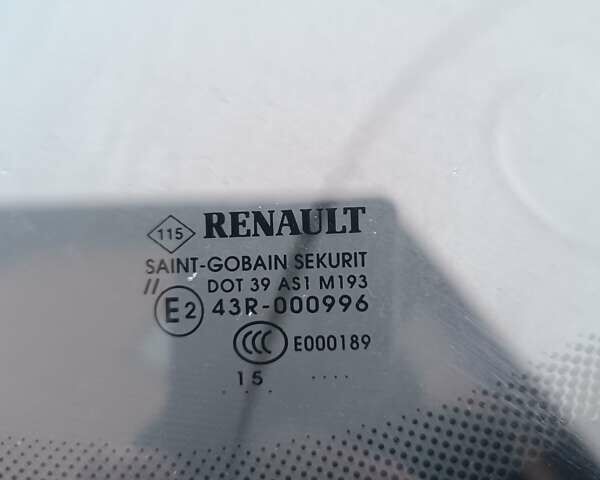 115 RENAULT
SAINT-GOBAIN SEKURIT
// DOT 39 AS1 M193
E2 43R-000996
CCC E000189
15 ....